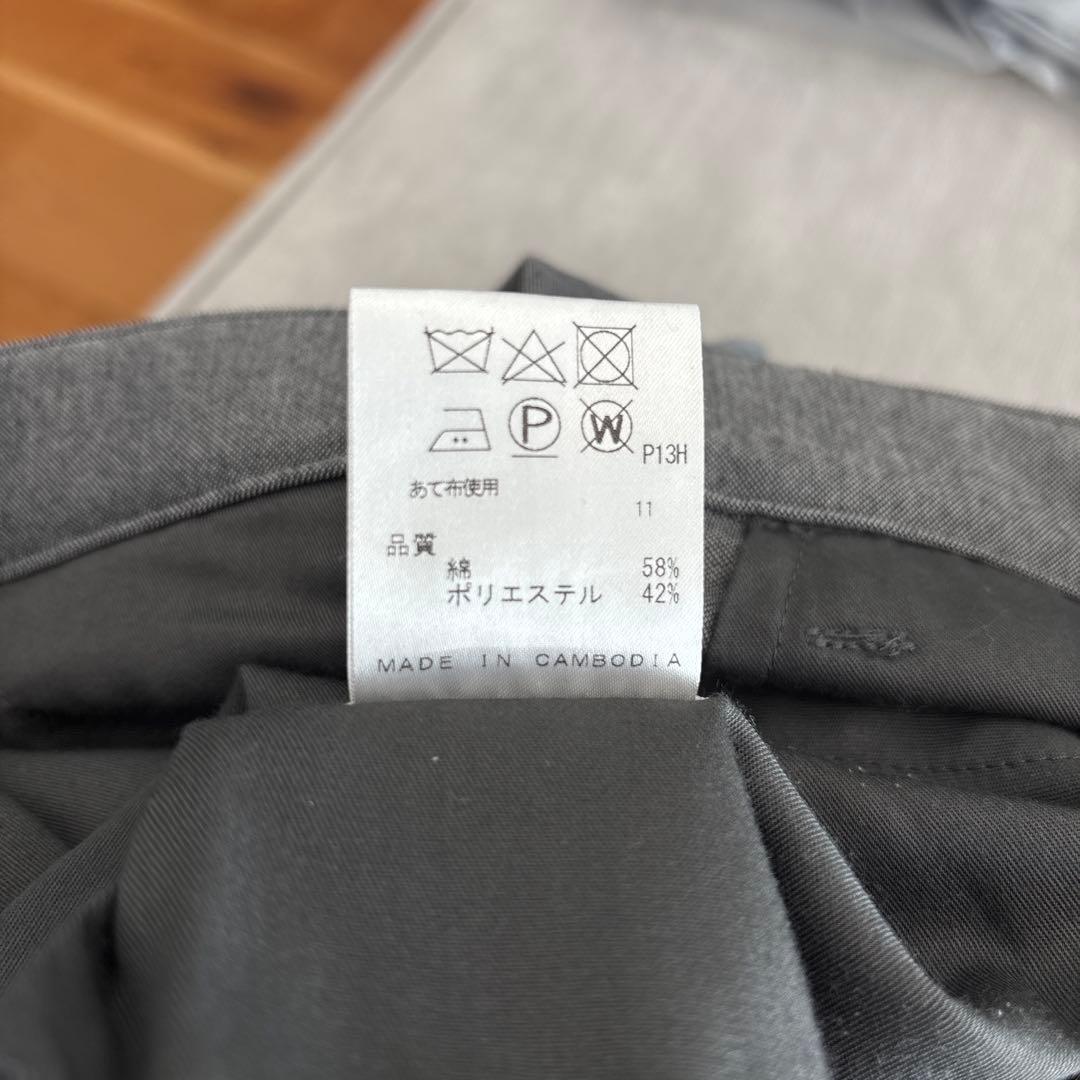 P W P13H
あて布使用
11
品質
綿 58%
ポリエステル 42%
MADE IN CAMBODIA